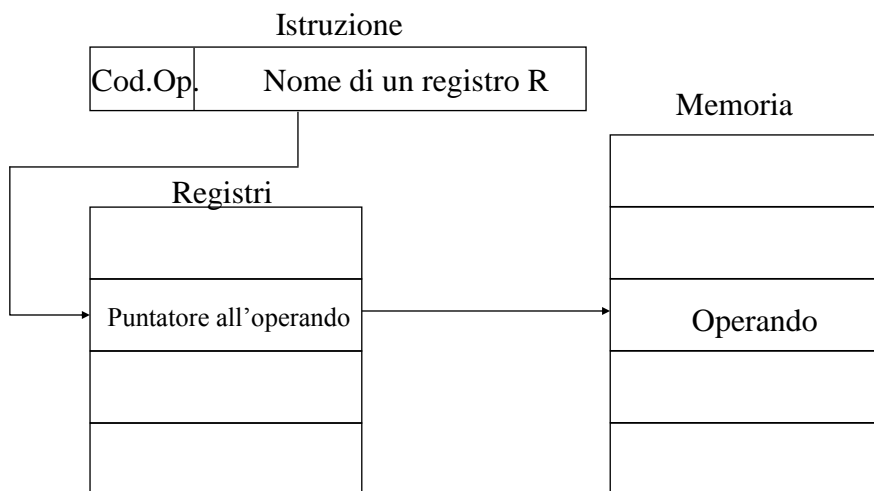 Istruzione
Cod.Op. Nome di un registro R
Memoria
Registri
Puntatore all'operando
Operando